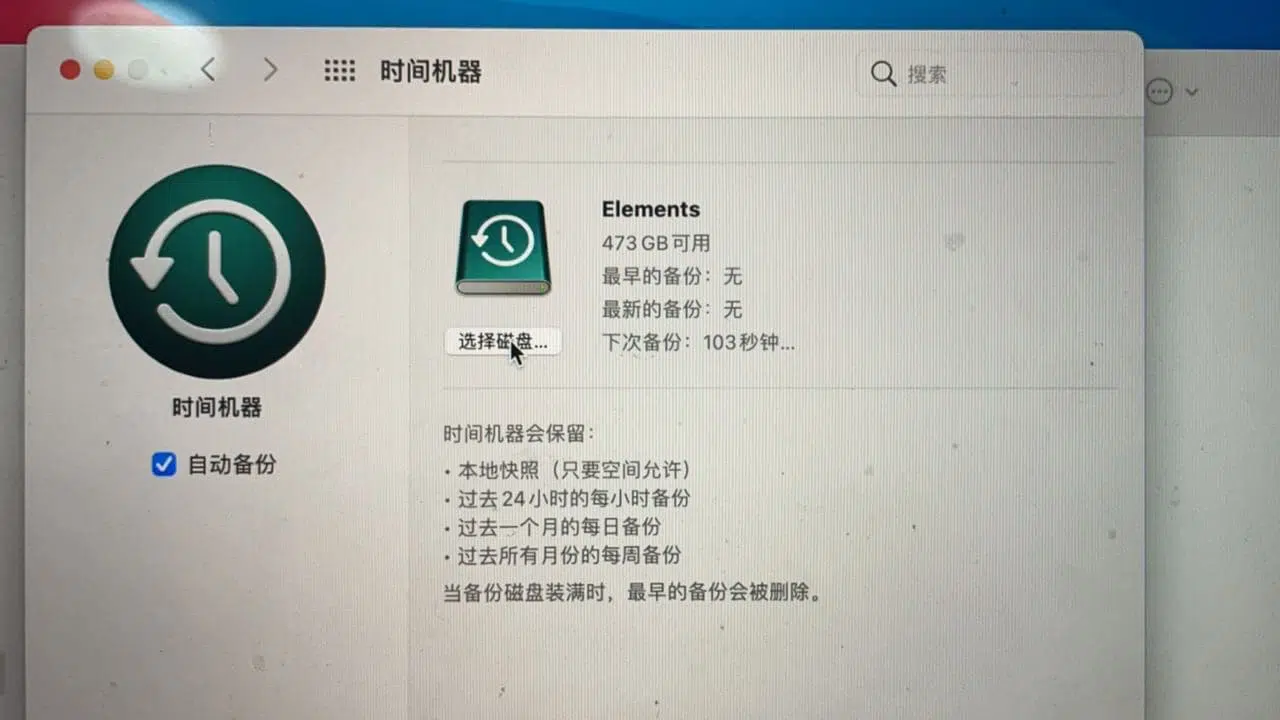 时间机器
搜索
Elements
473 GB 可用
最早的备份：无
最新的备份：无
选择磁盘...
下次备份：103 秒钟...
时间机器
自动备份
时间机器会保留：
• 本地快照（只要空间允许）
• 过去 24 小时的每小时备份
• 过去一个月的每日备份
• 过去所有月份的每周备份
当备份磁盘装满时，最早的备份会被删除。